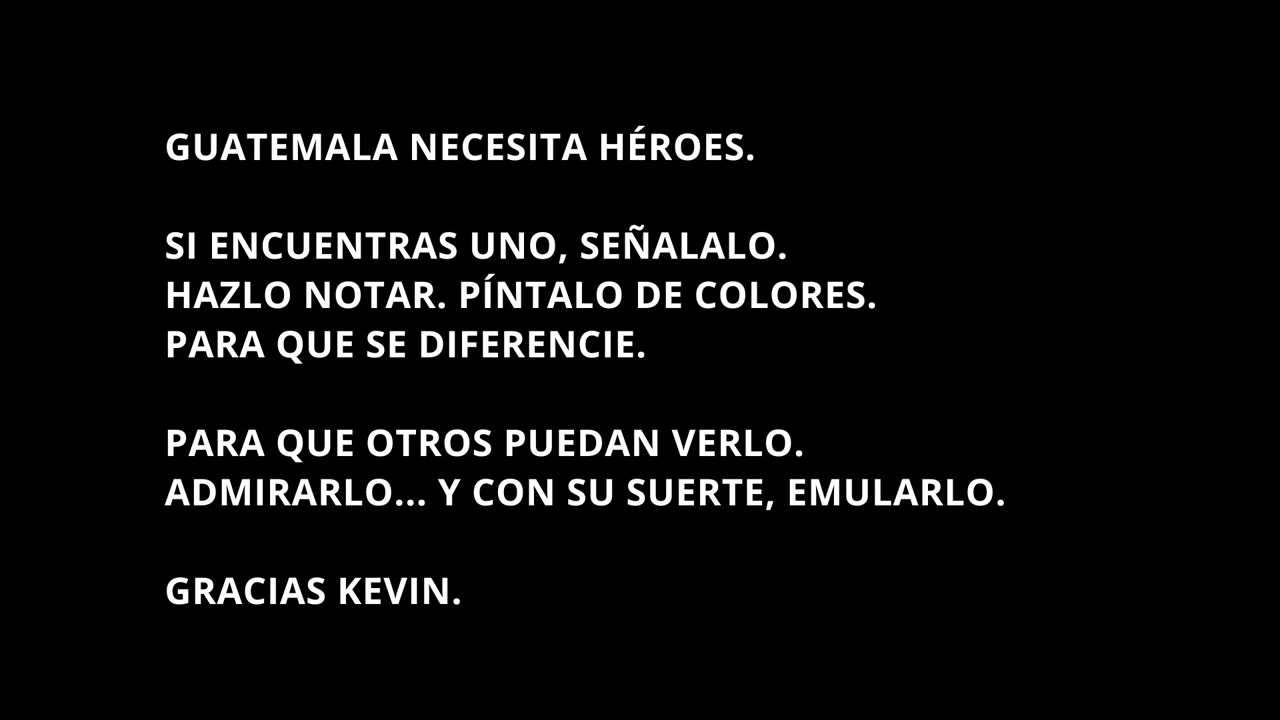 GUATEMALA NECESITA HÉROES.
SI ENCUENTRAS UNO, SEÑALALO.
HAZLO NOTAR. PÍNTALO DE COLORES.
PARA QUE SE DIFERENCIE.
PARA QUE OTROS PUEDAN VERLO.
ADMIRARLO... Y CON SU SUERTE, EMULARLO.
GRACIAS KEVIN.